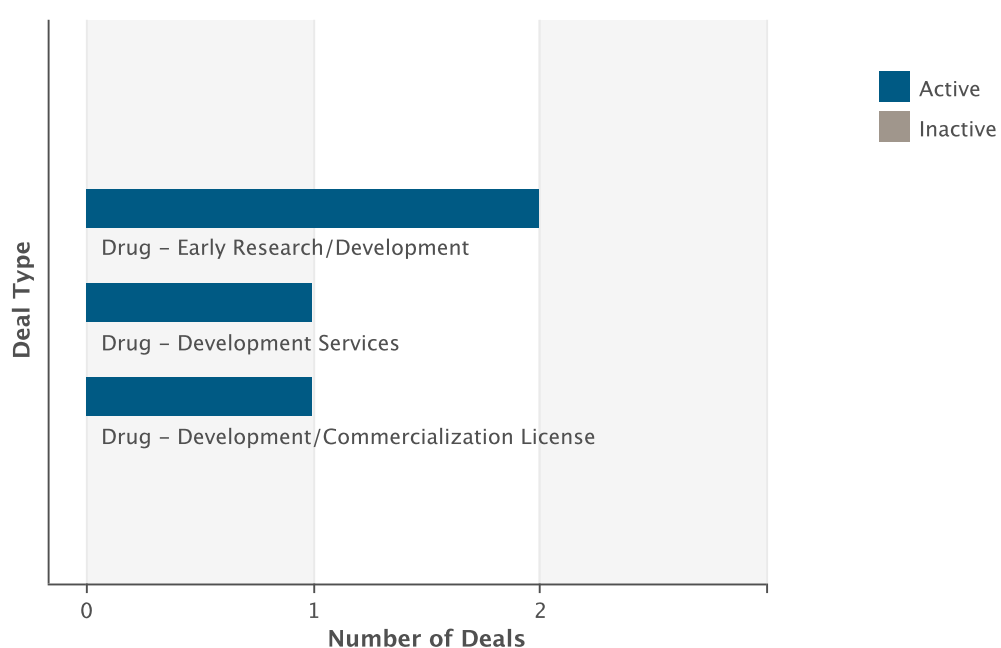 Active
Inactive
Deal Type
Drug – Early Research/Development
Drug – Development Services
Drug – Development/Commercialization License
0 1 2
Number of Deals